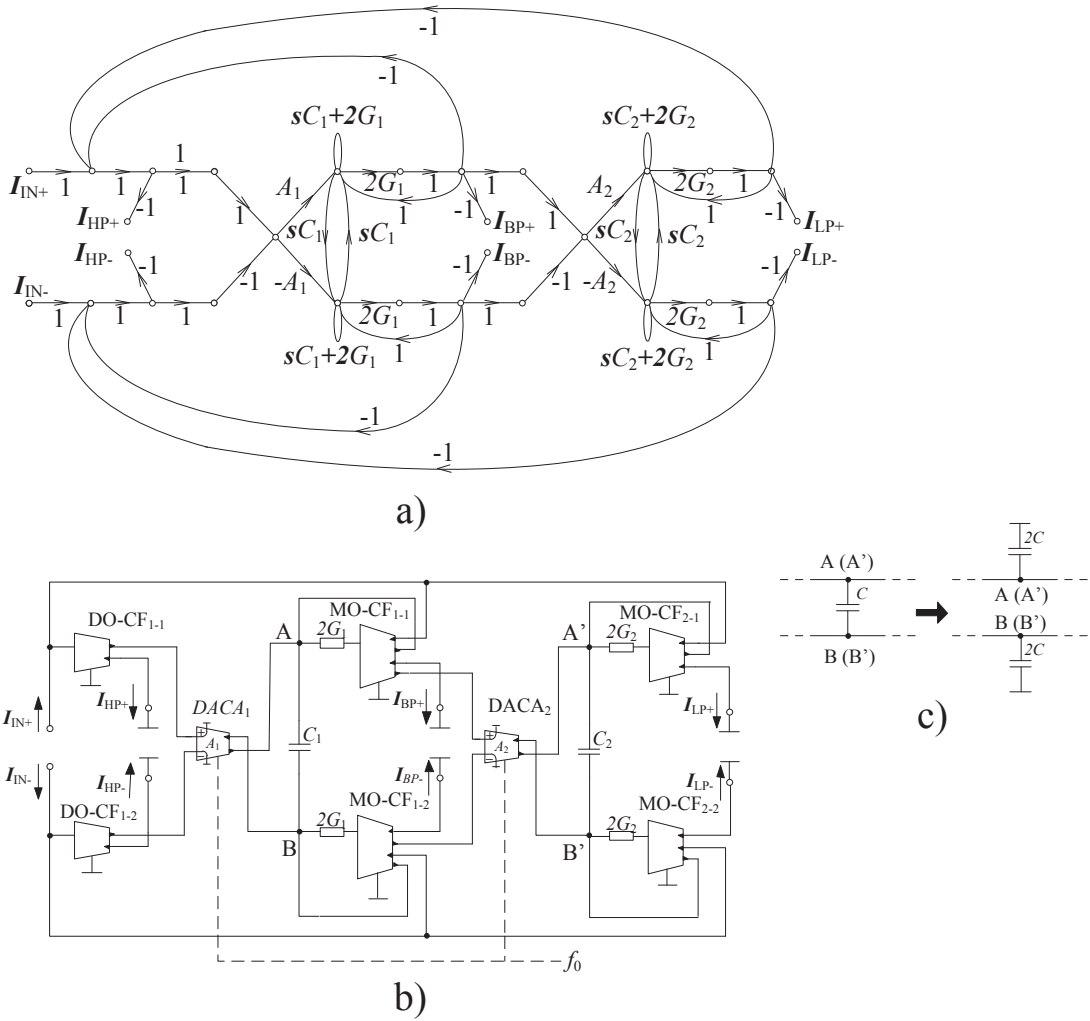 -1
-1
sC1+2G1
sC2+2G2
1
IIN+
1
1
1
1
A1
2G1
1
1
1
A2
2G2
1
-1
IHP+
1
sC1
sC1
-1
IBP+
1
sC2
sC2
-1
ILP+
-1
IHP-
-1
IBP-
-1
ILP-
IIN-
1
1
1
-1
-A1
2G1
1
1
1
-1
-A2
2G2
1
1
sC1+2G1
sC2+2G2
-1
-1
a)
DO-CF1-1
A
2G1
MO-CF1-1
A’
2G2
MO-CF2-1
IIN+
IHP+
DACA1
A1
C1
IBP+
DACA2
A2
C2
ILP+
IIN-
IHP-
IBP-
ILP-
DO-CF1-2
B
2G1
MO-CF1-2
B’
2G2
MO-CF2-2
f0
b)
A (A’)
C
B (B’)
2C
A (A’)
B (B’)
2C
c)